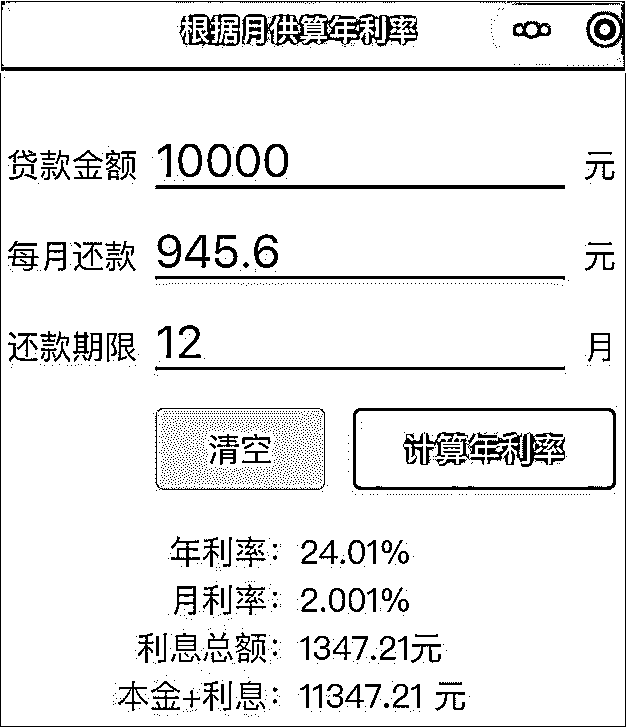 根据月供算年利率
贷款金额 10000 元
每月还款 945.6 元
还款期限 12 月
清空 计算年利率
年利率：24.01%
月利率：2.001%
利息总额：1347.21元
本金+利息：11347.21 元